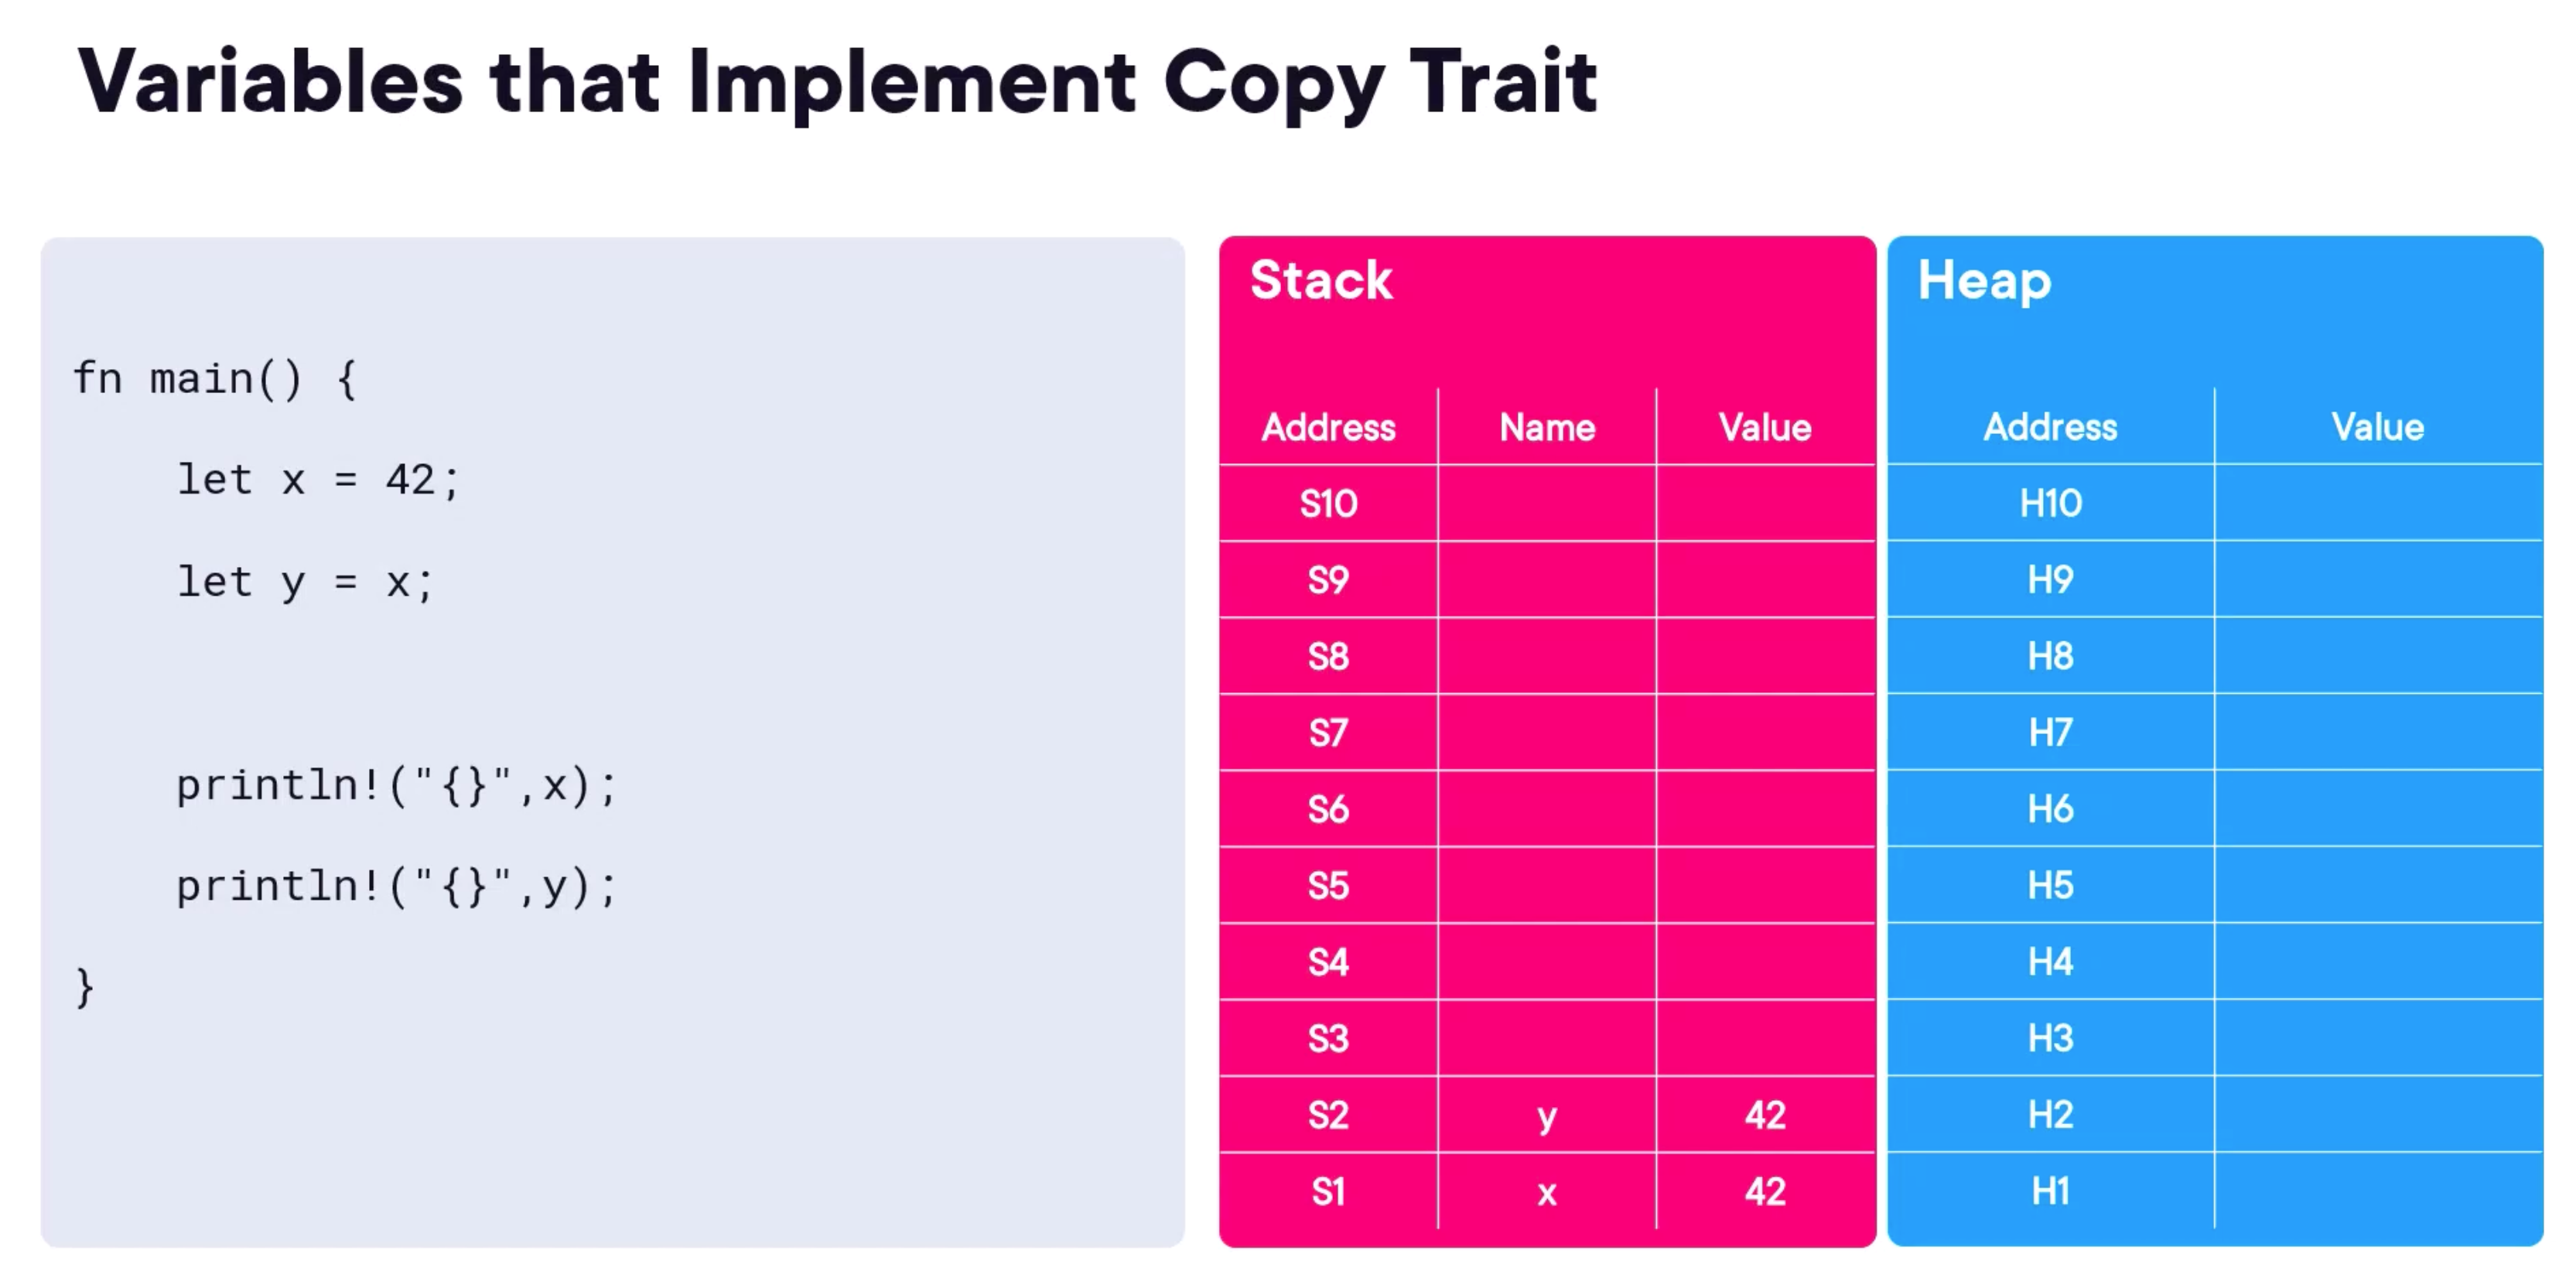 Variables that Implement Copy Trait
fn main() {
    let x = 42;
    let y = x;
    println!("{}",x);
    println!("{}",y);
}
Stack
Address Name Value
S10
S9
S8
S7
S6
S5
S4
S3
S2 y 42
S1 x 42
Heap
Address Value
H10
H9
H8
H7
H6
H5
H4
H3
H2
H1